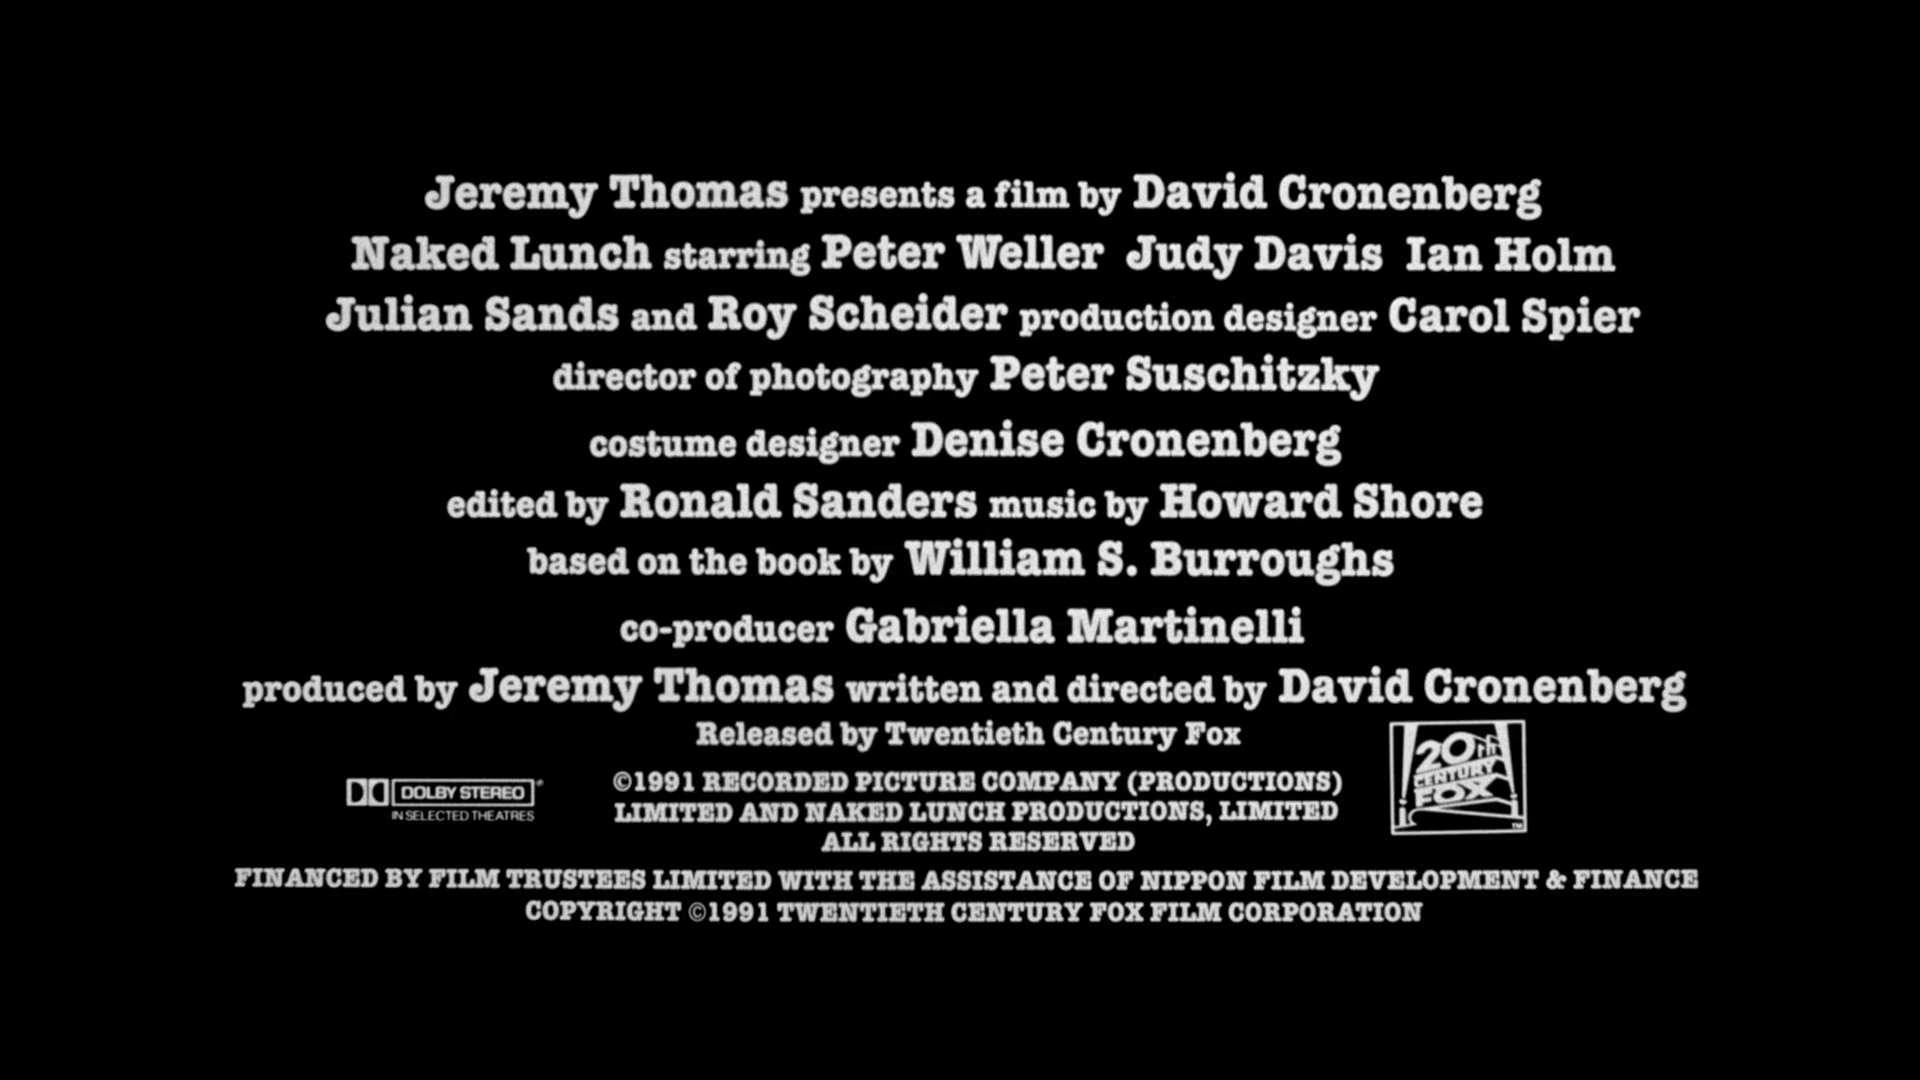 Jeremy Thomas presents a film by David Cronenberg
Naked Lunch starring Peter Weller Judy Davis Ian Holm
Julian Sands and Roy Scheider production designer Carol Spier
director of photography Peter Suschitzky
costume designer Denise Cronenberg
edited by Ronald Sanders music by Howard Shore
based on the book by William S. Burroughs
co-producer Gabriella Martinelli
produced by Jeremy Thomas written and directed by David Cronenberg
Released by Twentieth Century Fox
DOLBY STEREO®
IN SELECTED THEATRES
©1991 RECORDED PICTURE COMPANY (PRODUCTIONS)
LIMITED AND NAKED LUNCH PRODUCTIONS, LIMITED
ALL RIGHTS RESERVED
20th
CENTURY
FOX
TM
FINANCED BY FILM TRUSTEES LIMITED WITH THE ASSISTANCE OF NIPPON FILM DEVELOPMENT & FINANCE
COPYRIGHT ©1991 TWENTIETH CENTURY FOX FILM CORPORATION